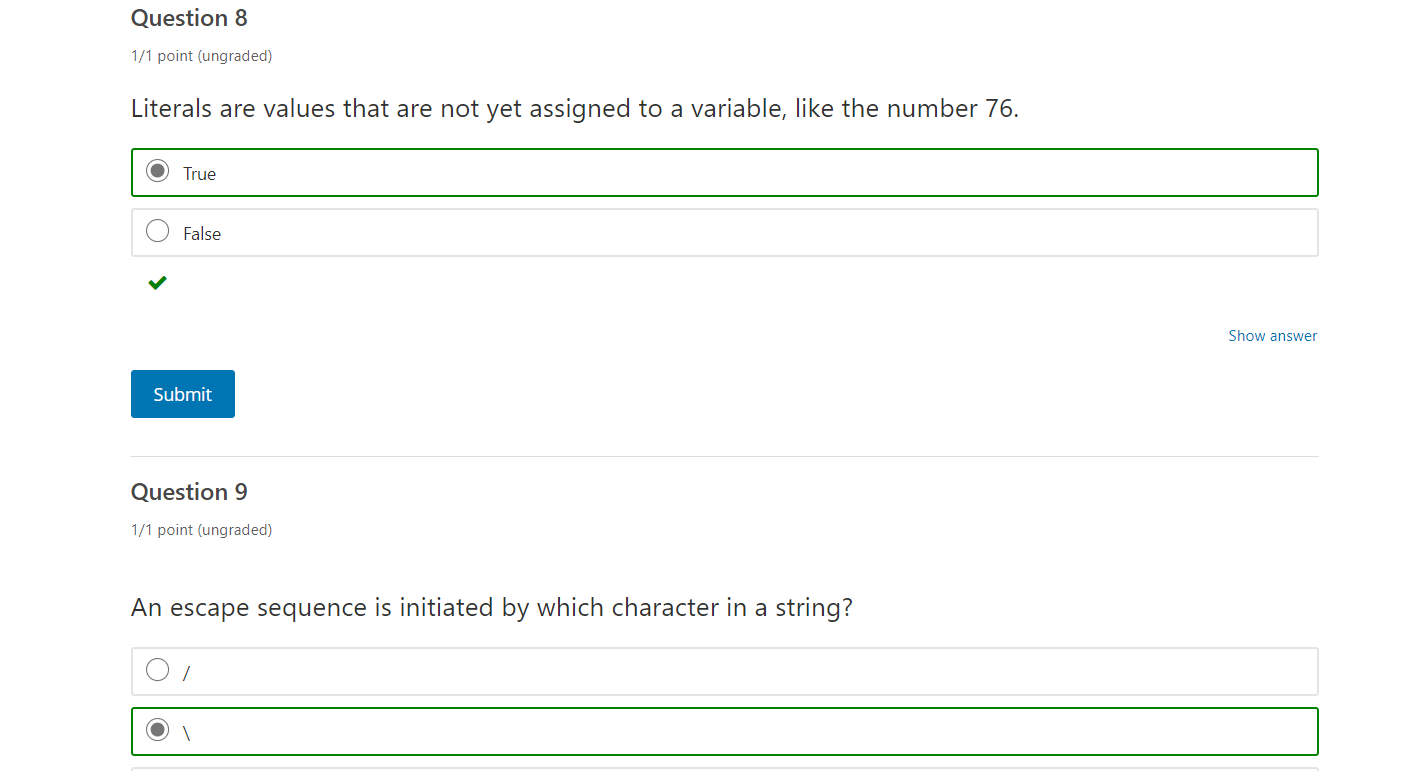 Question 8
1/1 point (ungraded)
Literals are values that are not yet assigned to a variable, like the number 76.
True
False
Show answer
Submit
Question 9
1/1 point (ungraded)
An escape sequence is initiated by which character in a string?
/
\